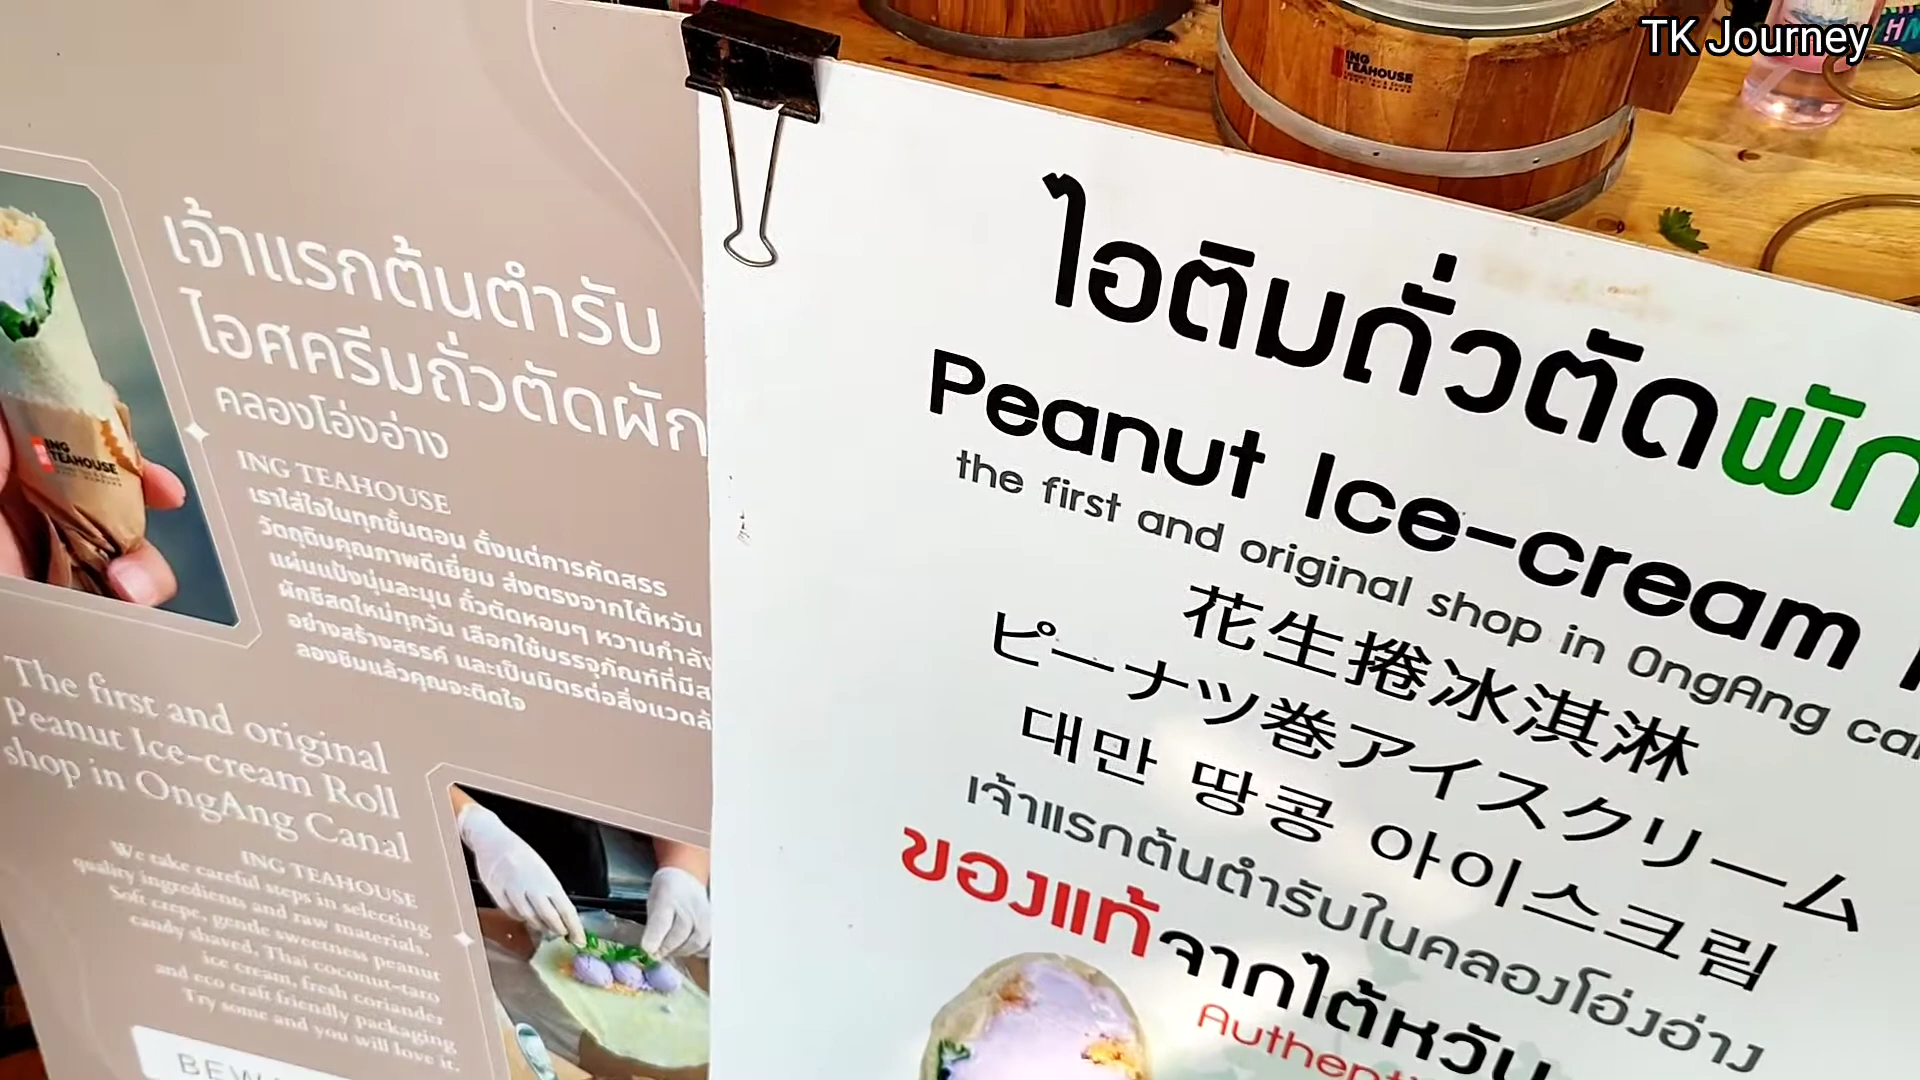 TK Journey
ING
TEAHOUSE
เจ้าแรกต้นตำรับ
ไอศครีมถั่วตัดผัก
คลองโอ่งอ่าง
ING TEAHOUSE
เราใส่ใจในทุกขั้นตอน ตั้งแต่การคัดสรร
วัตถุดิบคุณภาพดีเยี่ยม ส่งตรงจากไต้หวัน
แผ่นแป้งนุ่มละมุน ถั่วตัดหอมๆ หวานกำลัง
ผักชีสดใหม่ทุกวัน เลือกใช้บรรจุภัณฑ์ที่มี
อย่างสร้างสรรค์ และเป็นมิตรต่อสิ่งแวดล้
ลองชิมแล้วคุณจะติดใจ
ING
TEAHOUSE
The first and original
Peanut Ice-cream Roll
shop in OngAng Canal
ING TEAHOUSE
We take careful steps in selecting
quality ingredients and raw materials.
Soft crepe, gentle sweetness peanut
candy shaved, Thai coconut-taro
ice cream, fresh coriander
and eco craft friendly packaging
Try some and you will love it.
BEW
ไอติมถั่วตัดผัก
Peanut Ice-cream
the first and original shop in OngAng ca
花生捲冰淇淋
ピーナツ巻アイスクリーム
대만 땅콩 아이스크림
เจ้าแรกต้นตำรับในคลองโอ่งอ่าง
ของแท้จากไต้หวัน
Authenti